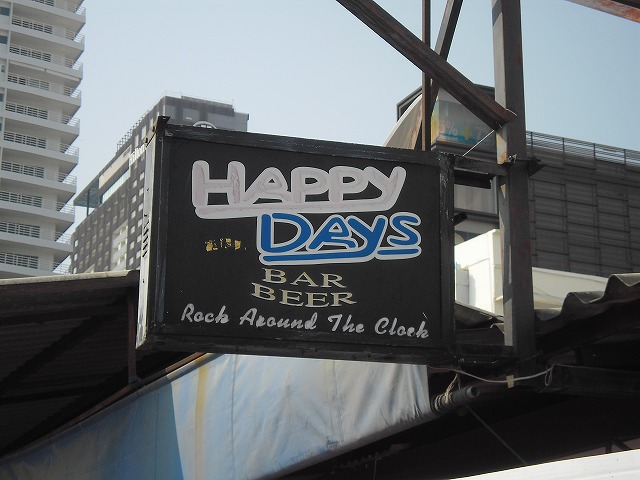 HAPPY
DAYS
BAR
BEER
Rock Around The Clock